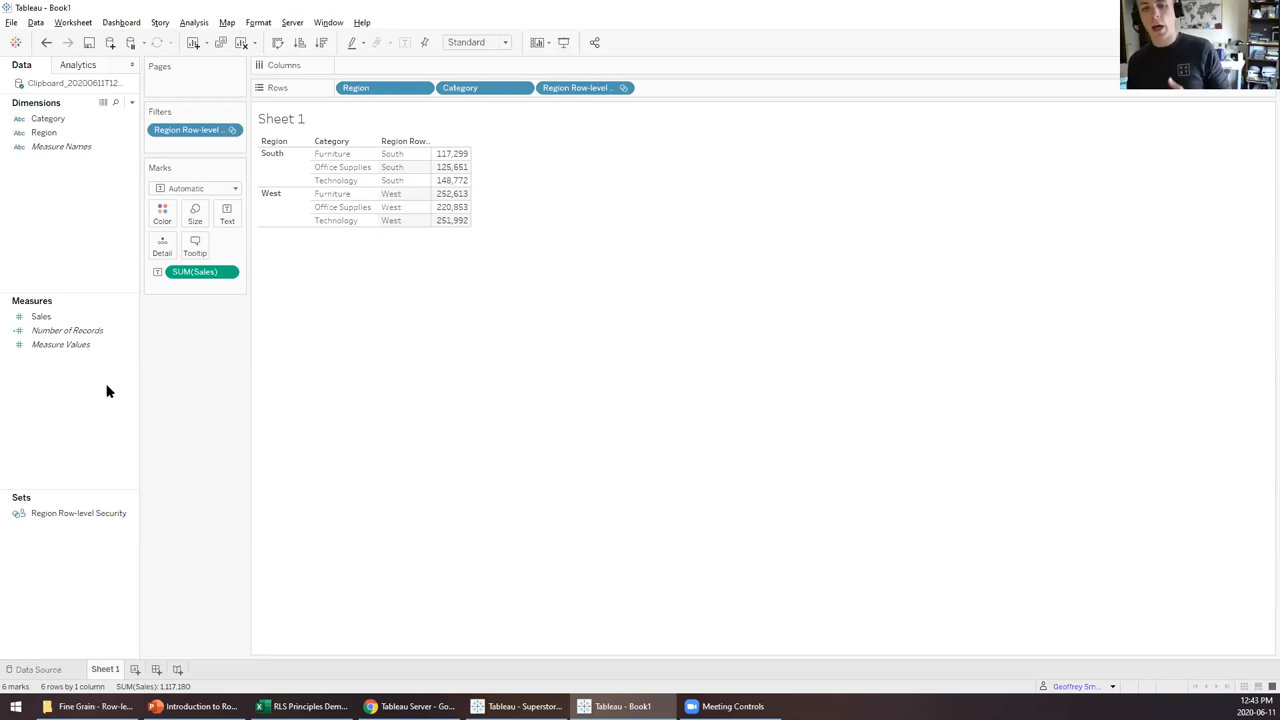 Tableau - Book1
File Data Worksheet Dashboard Story Analysis Map Format Server Window Help
Standard
Data Analytics
Clipboard_20200611T12...
Dimensions
Category
Region
Measure Names
Measures
Sales
Number of Records
Measure Values
Sets
Region Row-level Security
Pages
Filters
Region Row-level ..
Marks
Automatic
Color Size Text
Detail Tooltip
SUM(Sales)
Columns
Rows Region Category Region Row-level ..
Sheet 1
Region Category Region Row..
South Furniture South 117,299
Office Supplies South 125,651
Technology South 148,772
West Furniture West 252,613
Office Supplies West 220,853
Technology West 251,992
Data Source Sheet 1
6 marks 6 rows by 1 column SUM(Sales): 1,117,180 Geoffrey Sm...
Fine Grain - Row-le... Introduction to Ro... RLS Principles Dem... Tableau Server - Go... Tableau - Superstor... Tableau - Book1 Meeting Controls
12:43 PM
2020-06-11